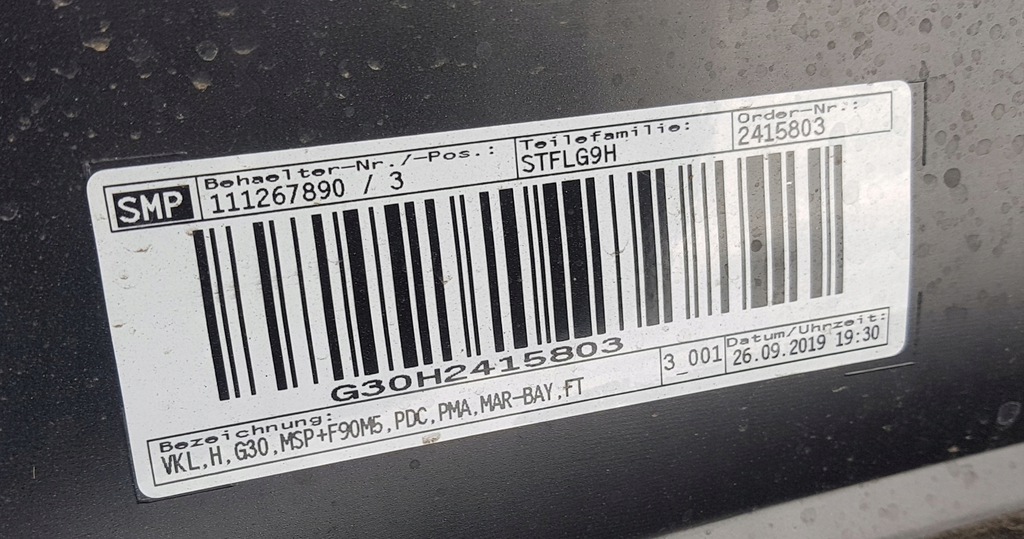 SMP
Behaelter-Nr./-Pos.:
111267890 / 3
Teilefamilie:
STFLG9H
Order-Nr.:
2415803
G30H2415803
3_001
Datum/Uhrzeit:
26.09.2019 19:30
Bezeichnung:
VKL,H,G30,MSP+F90M5,PDC,PMA,MAR-BAY,FT